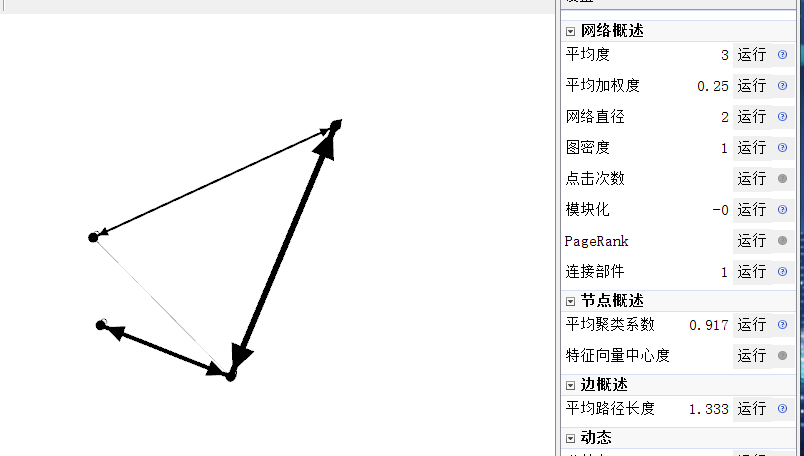 网络概述
平均度 3 运行
平均加权度 0.25 运行
网络直径 2 运行
图密度 1 运行
点击次数 运行
模块化 -0 运行
PageRank 运行
连接部件 1 运行
节点概述
平均聚类系数 0.917 运行
特征向量中心度 运行
边概述
平均路径长度 1.333 运行
动态